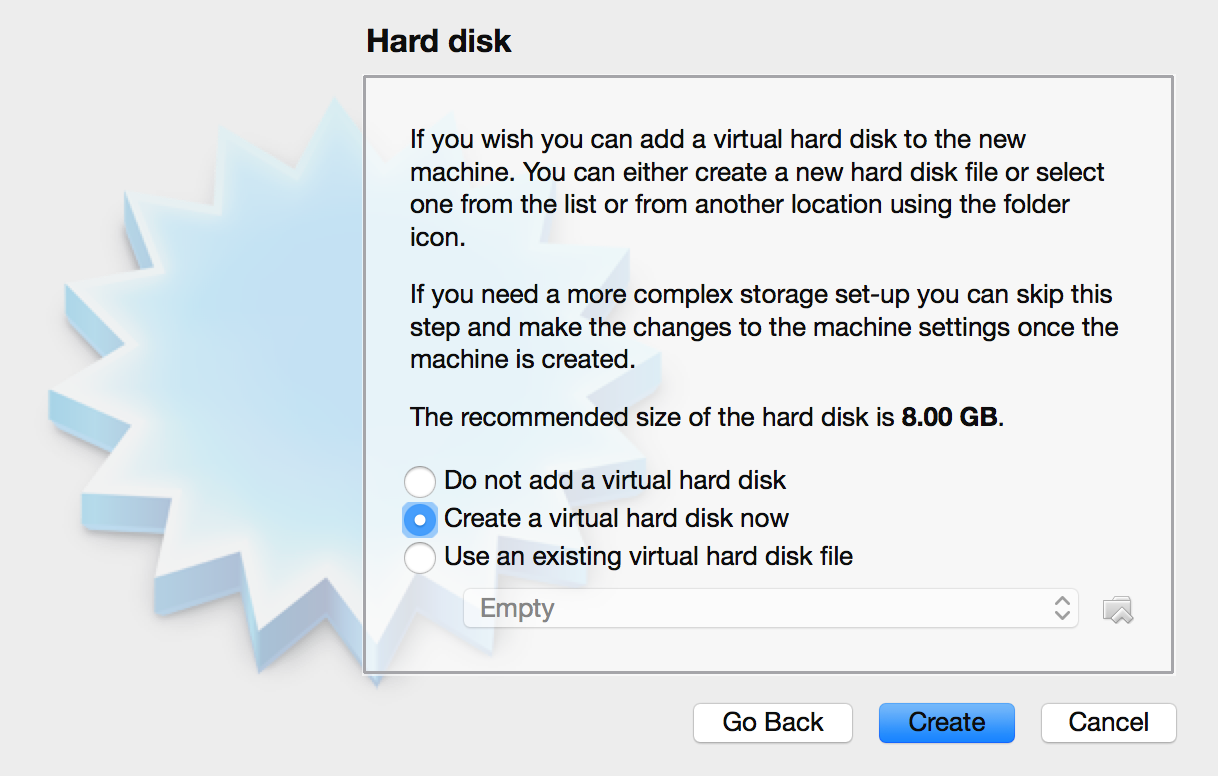 Hard disk
If you wish you can add a virtual hard disk to the new
machine. You can either create a new hard disk file or select
one from the list or from another location using the folder
icon.
If you need a more complex storage set-up you can skip this
step and make the changes to the machine settings once the
machine is created.
The recommended size of the hard disk is 8.00 GB.
Do not add a virtual hard disk
Create a virtual hard disk now
Use an existing virtual hard disk file
Empty
Go Back Create Cancel